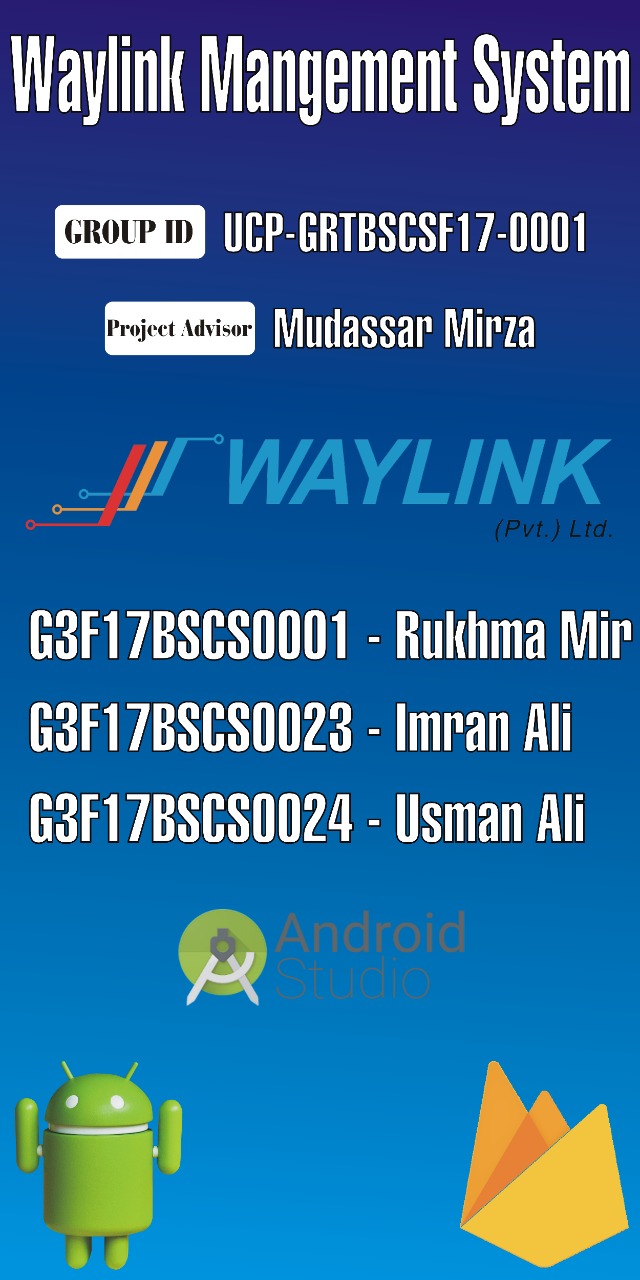 Waylink Mangement System
GROUP ID UCP-GRTBSCSF17-0001
Project Advisor Mudassar Mirza
WAYLINK
(Pvt.) Ltd.
G3F17BSCS0001 - Rukhma Mir
G3F17BSCS0023 - Imran Ali
G3F17BSCS0024 - Usman Ali
Android
Studio